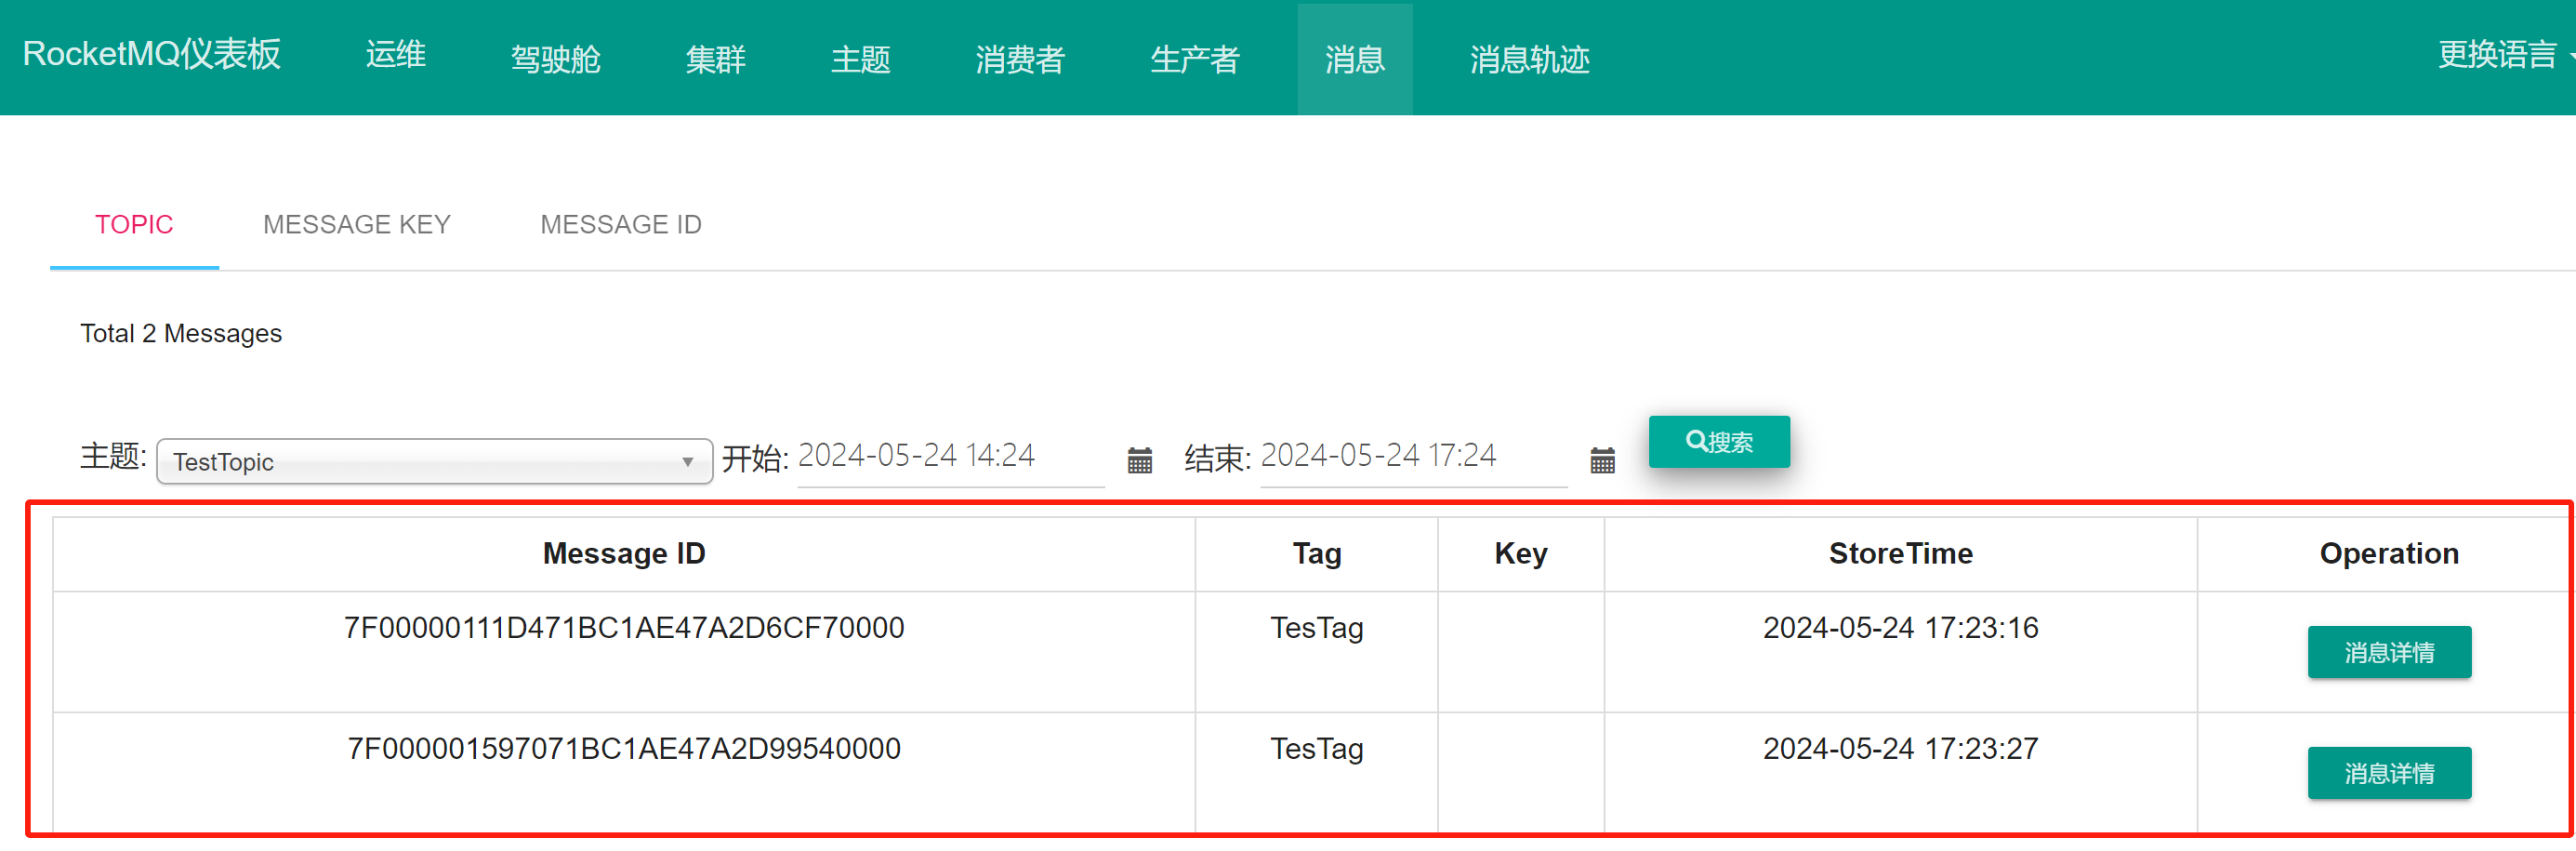 RocketMQ仪表板 运维 驾驶舱 集群 主题 消费者 生产者 消息 消息轨迹 更换语言
TOPIC MESSAGE KEY MESSAGE ID
Total 2 Messages
主题: TestTopic 开始: 2024-05-24 14:24 结束: 2024-05-24 17:24 搜索
Message ID Tag Key StoreTime Operation
7F00000111D471BC1AE47A2D6CF70000 TesTag 2024-05-24 17:23:16 消息详情
7F000001597071BC1AE47A2D99540000 TesTag 2024-05-24 17:23:27 消息详情